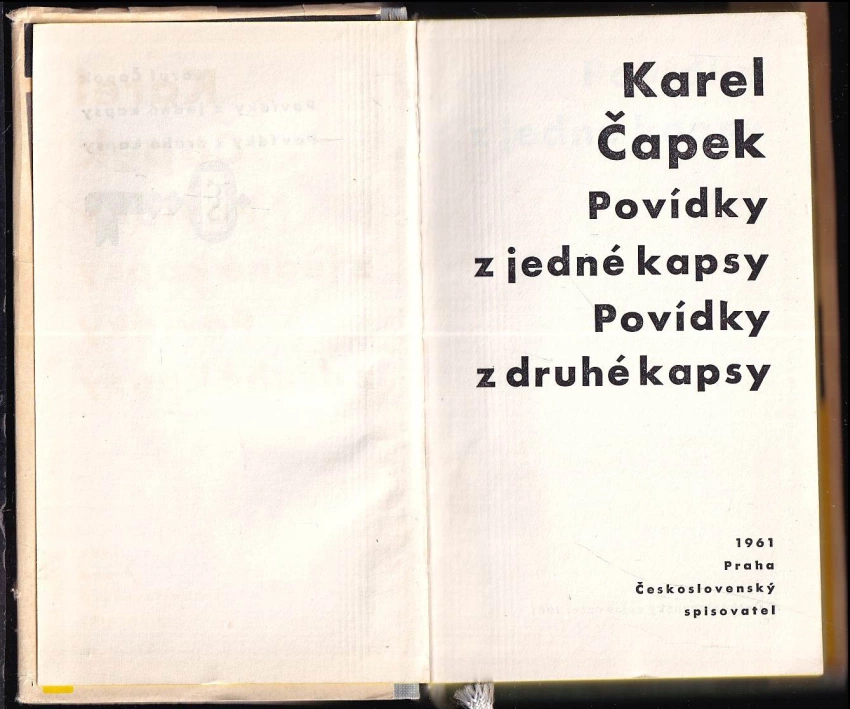 Karel
Čapek
Povídky
z jedné kapsy
Povídky
z druhé kapsy
1961
Praha
Československý
spisovatel